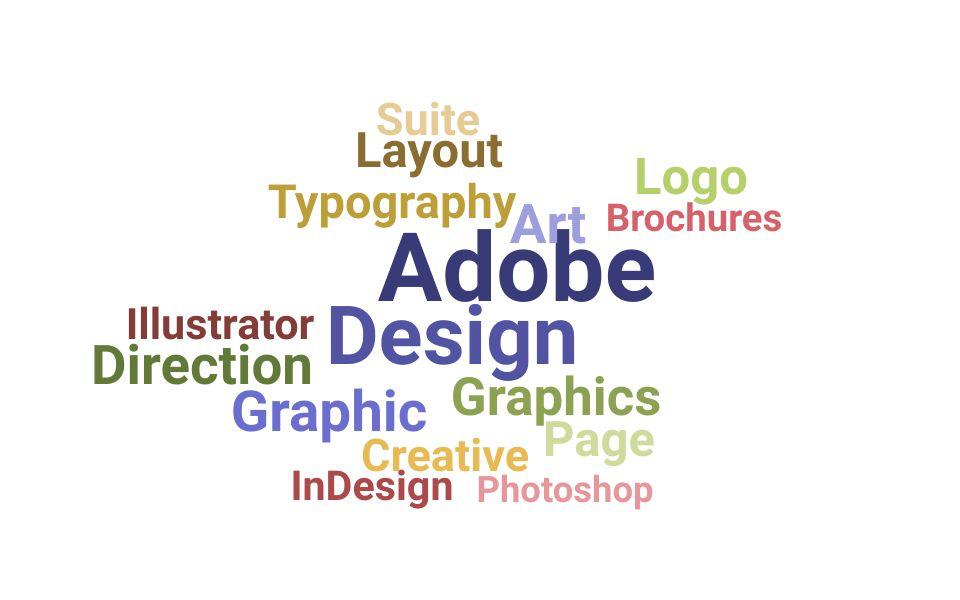 Suite
Layout
Logo
Typography
Art
Brochures
Adobe
Illustrator
Design
Direction
Graphic
Graphics
Page
Creative
InDesign
Photoshop